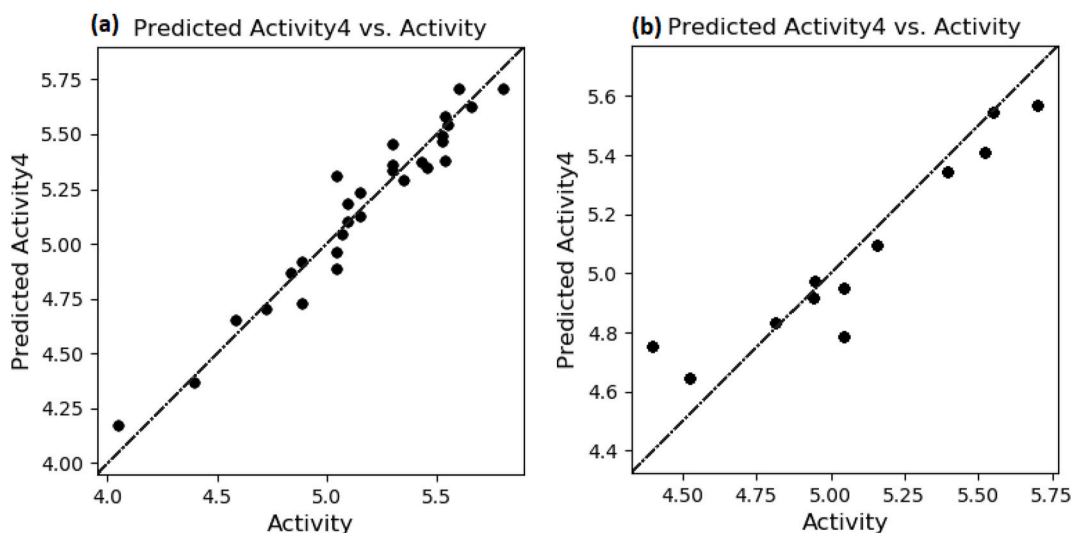 (a) Predicted Activity4 vs. Activity
Predicted Activity4
5.75
5.50
5.25
5.00
4.75
4.50
4.25
4.00
4.0 4.5 5.0 5.5
Activity
(b) Predicted Activity4 vs. Activity
Predicted Activity4
5.6
5.4
5.2
5.0
4.8
4.6
4.4
4.50 4.75 5.00 5.25 5.50 5.75
Activity